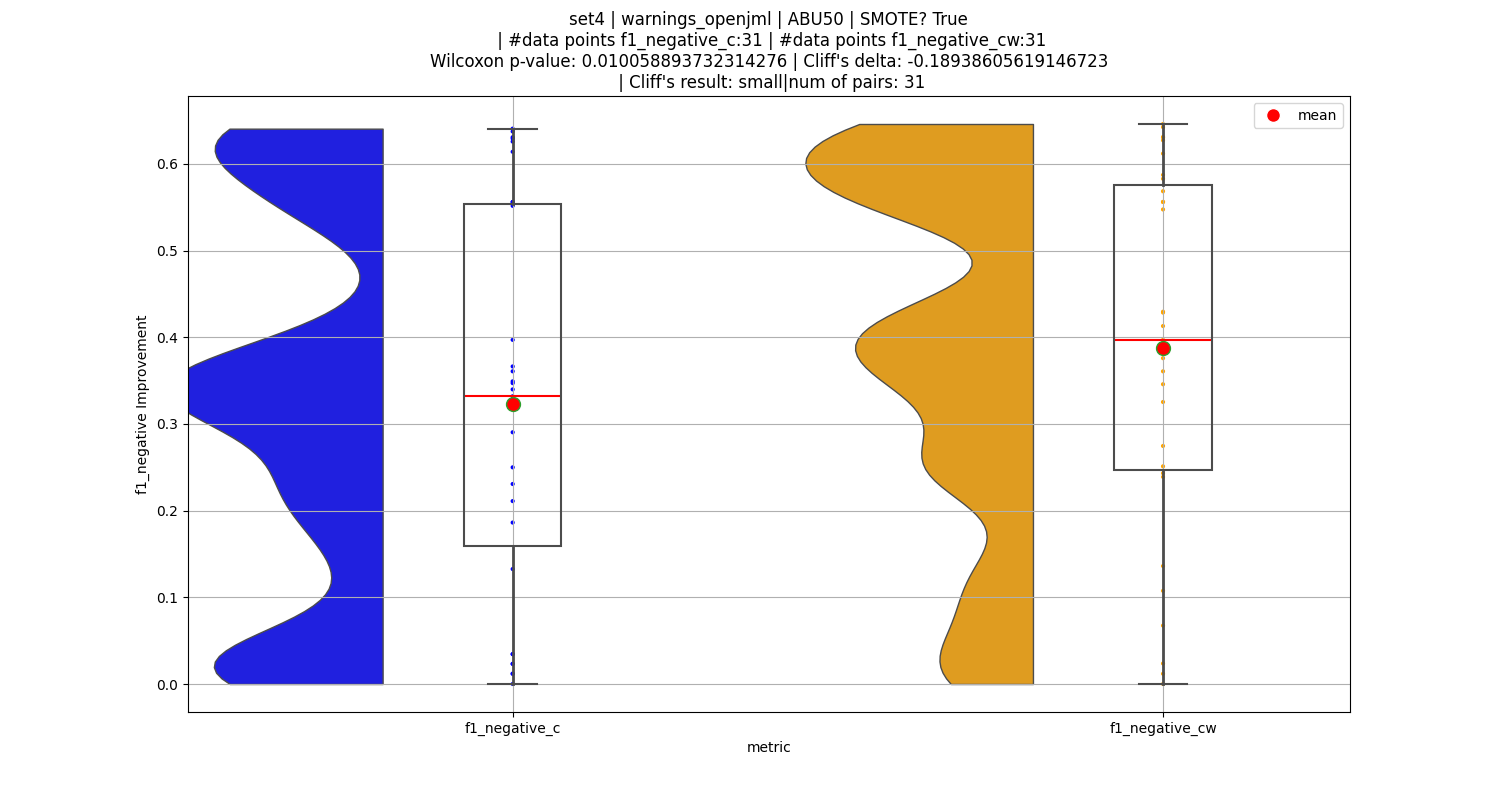 set4 | warnings_openjml | ABU50 | SMOTE? True
| #data points f1_negative_c:31 | #data points f1_negative_cw:31
Wilcoxon p-value: 0.010058893732314276 | Cliff's delta: -0.18938605619146723
| Cliff's result: small|num of pairs: 31
mean
0.6
0.5
0.4
0.3
0.2
0.1
0.0
f1_negative Improvement
f1_negative_c
f1_negative_cw
metric